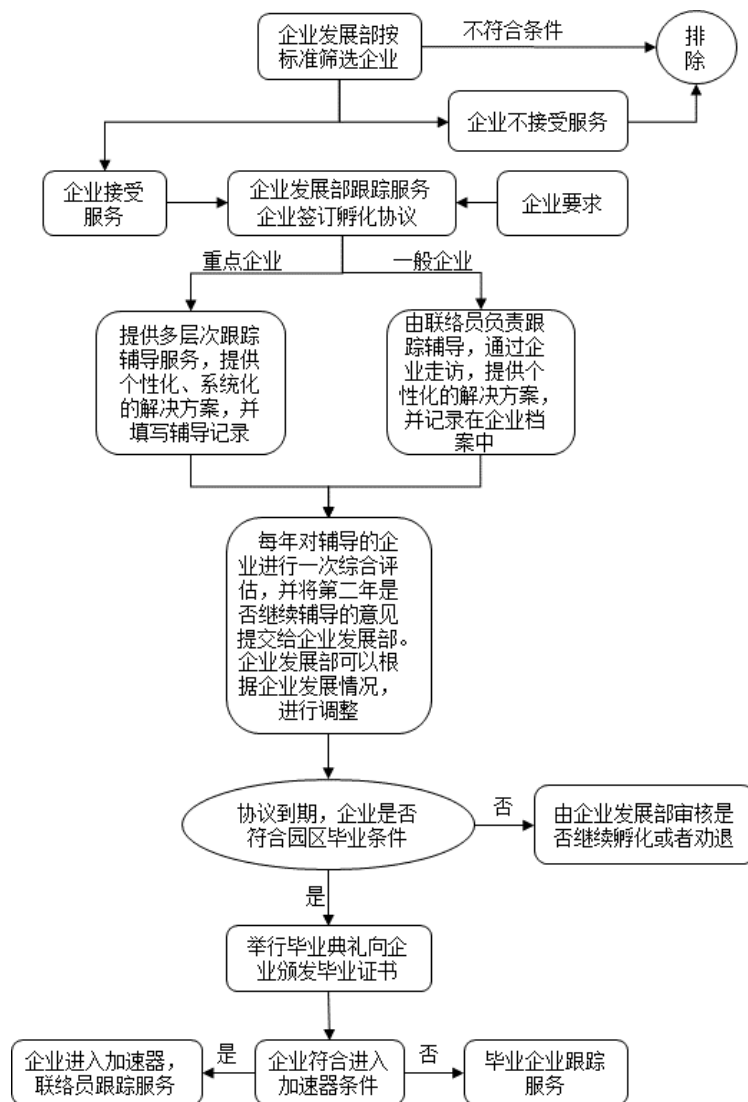 企业发展部按
标准筛选企业
不符合条件
排
除
企业不接受服务
企业接受
服务
企业发展部跟踪服务
企业签订孵化协议
企业要求
重点企业
一般企业
提供多层次跟踪
辅导服务，提供
个性化、系统化
的解决方案，并
填写辅导记录
由联络员负责跟
踪辅导，通过企
业走访，提供个
性化的解决方案，
并记录在企业档
案中
每年对辅导的企
业进行一次综合评
估，并将第二年是
否继续辅导的意见
提交给企业发展部。
企业发展部可以根
据企业发展情况，
进行调整
协议到期，企业是否
符合园区毕业条件
否
由企业发展部审核是
否继续孵化或者劝退
是
举行毕业典礼向企
业颁发毕业证书
企业进入加速器，
联络员跟踪服务
是
企业符合进入
加速器条件
否
毕业企业跟踪
服务